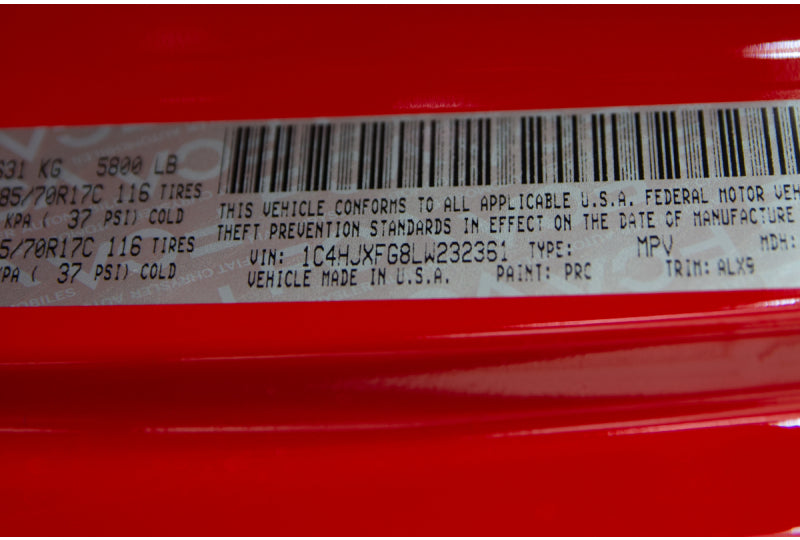 S31 KG 5800 LB
85/70R17C 116 TIRES
KPA ( 37 PSI) COLD
5/70R17C 116 TIRES
KPA ( 37 PSI) COLD
THIS VEHICLE CONFORMS TO ALL APPLICABLE U.S.A. FEDERAL MOTOR VEH
THEFT PREVENTION STANDARDS IN EFFECT ON THE DATE OF MANUFACTURE
VIN: 1C4HJXFG8LW232361 TYPE: MPV MDH:
VEHICLE MADE IN U.S.A. PAINT: PRC TRIM: ALX9